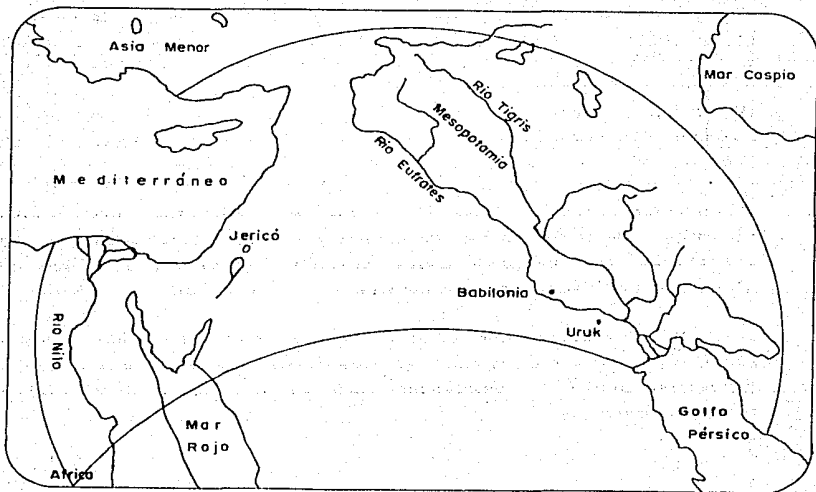 Asia Menor
Mar Caspio
Río Tigris
Mesopotamia
Río Eufrates
Mediterráneo
Jericó
Babilonia
Uruk
Río Nilo
Mar
Rojo
Golfo
Pérsico
Africa